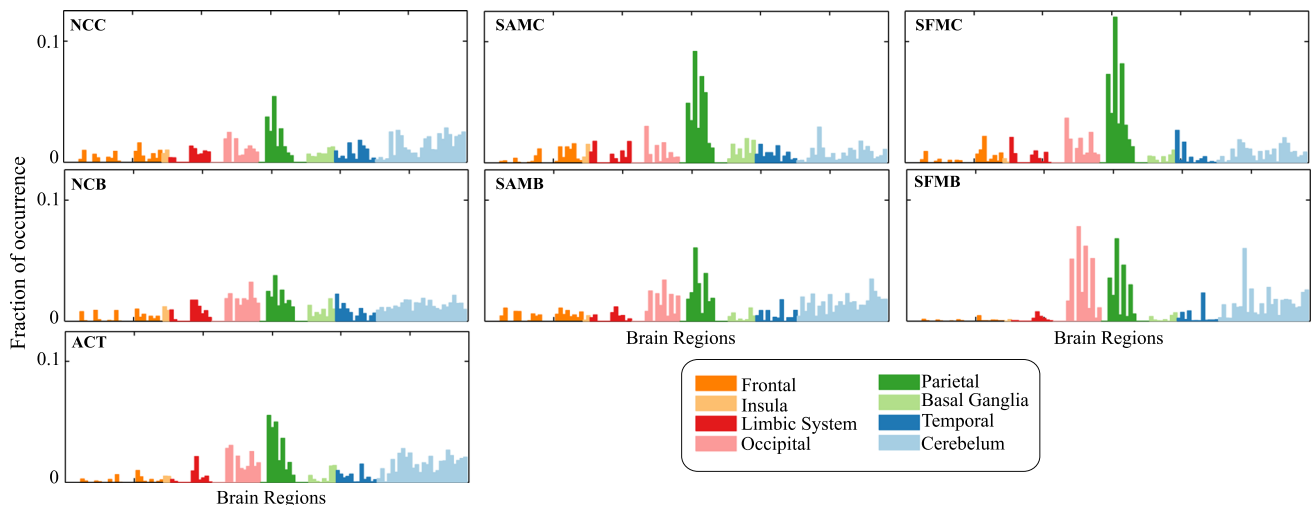 NCC
SAMC
SFMC
0.1
0
NCB
SAMB
SFMB
0.1
0
Fraction of occurrence
Brain Regions
Brain Regions
ACT
0.1
0
Brain Regions
Frontal
Insula
Limbic System
Occipital
Parietal
Basal Ganglia
Temporal
Cerebelum